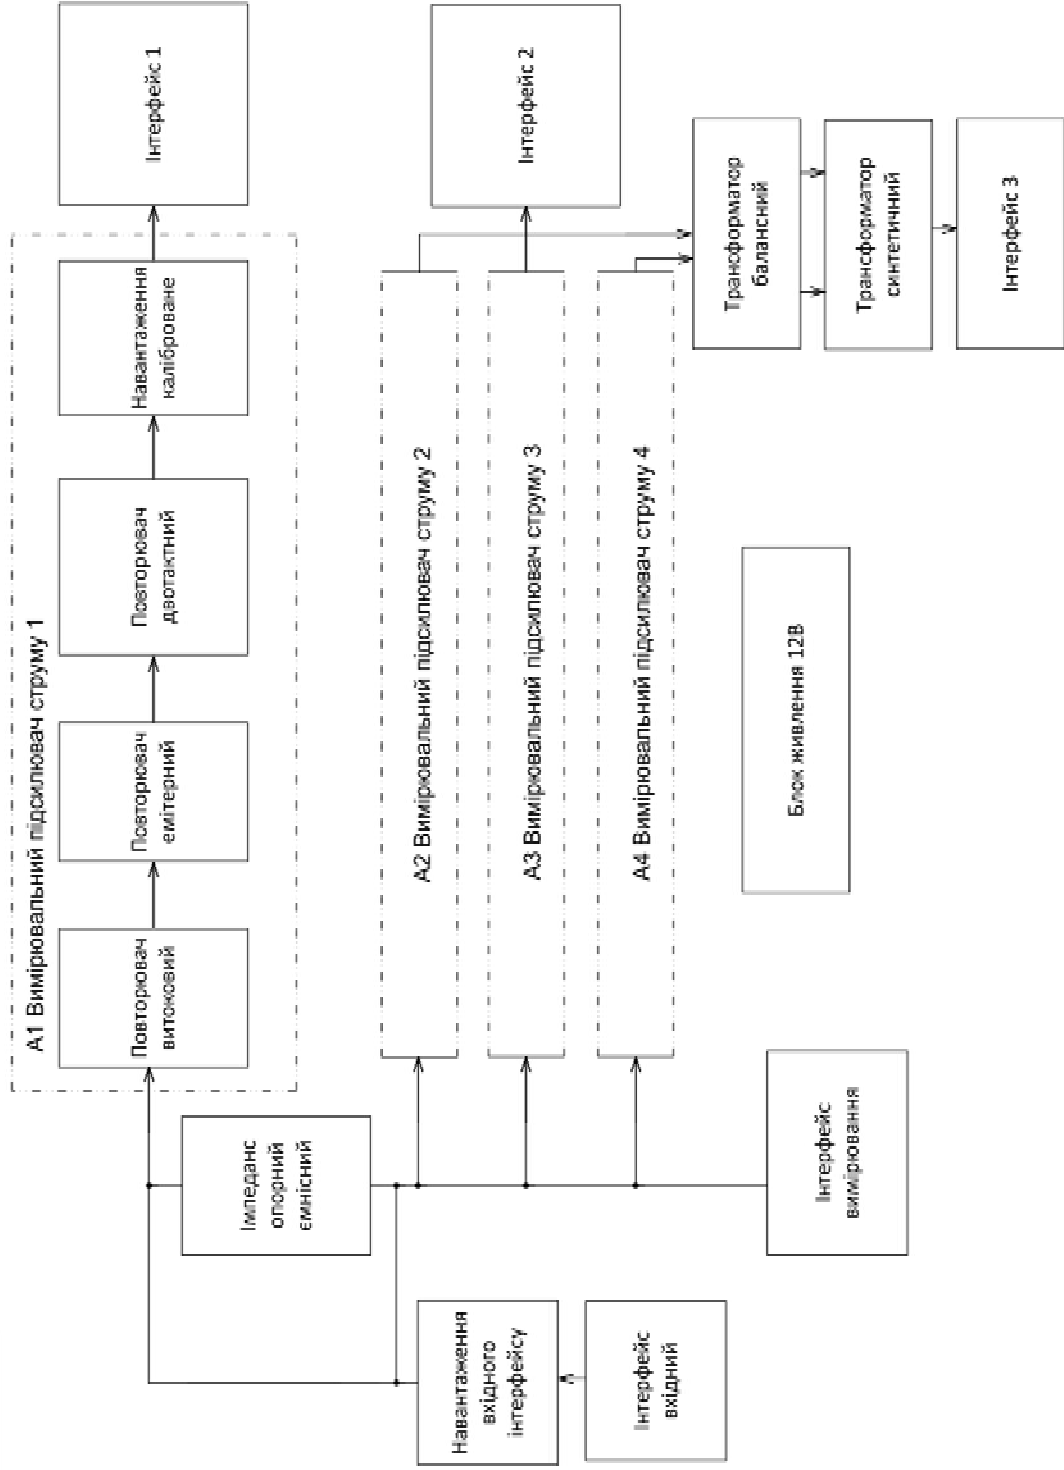 А1 Вимірювальний підсилювач струму 1
Повторювач
витоковий
Повторювач
емітерний
Повторювач
двотактний
Навантаження
каліброване
Інтерфейс 1
Імпеданс
опорний
ємнісний
А2 Вимірювальний підсилювач струму 2
А3 Вимірювальний підсилювач струму 3
А4 Вимірювальний підсилювач струму 4
Інтерфейс 2
Навантаження
вхідного
інтерфейсу
Інтерфейс
вхідний
Інтерфейс
вимірювання
Блок живлення 12В
Трансформатор
балансний
Трансформатор
синтетичний
Інтерфейс 3